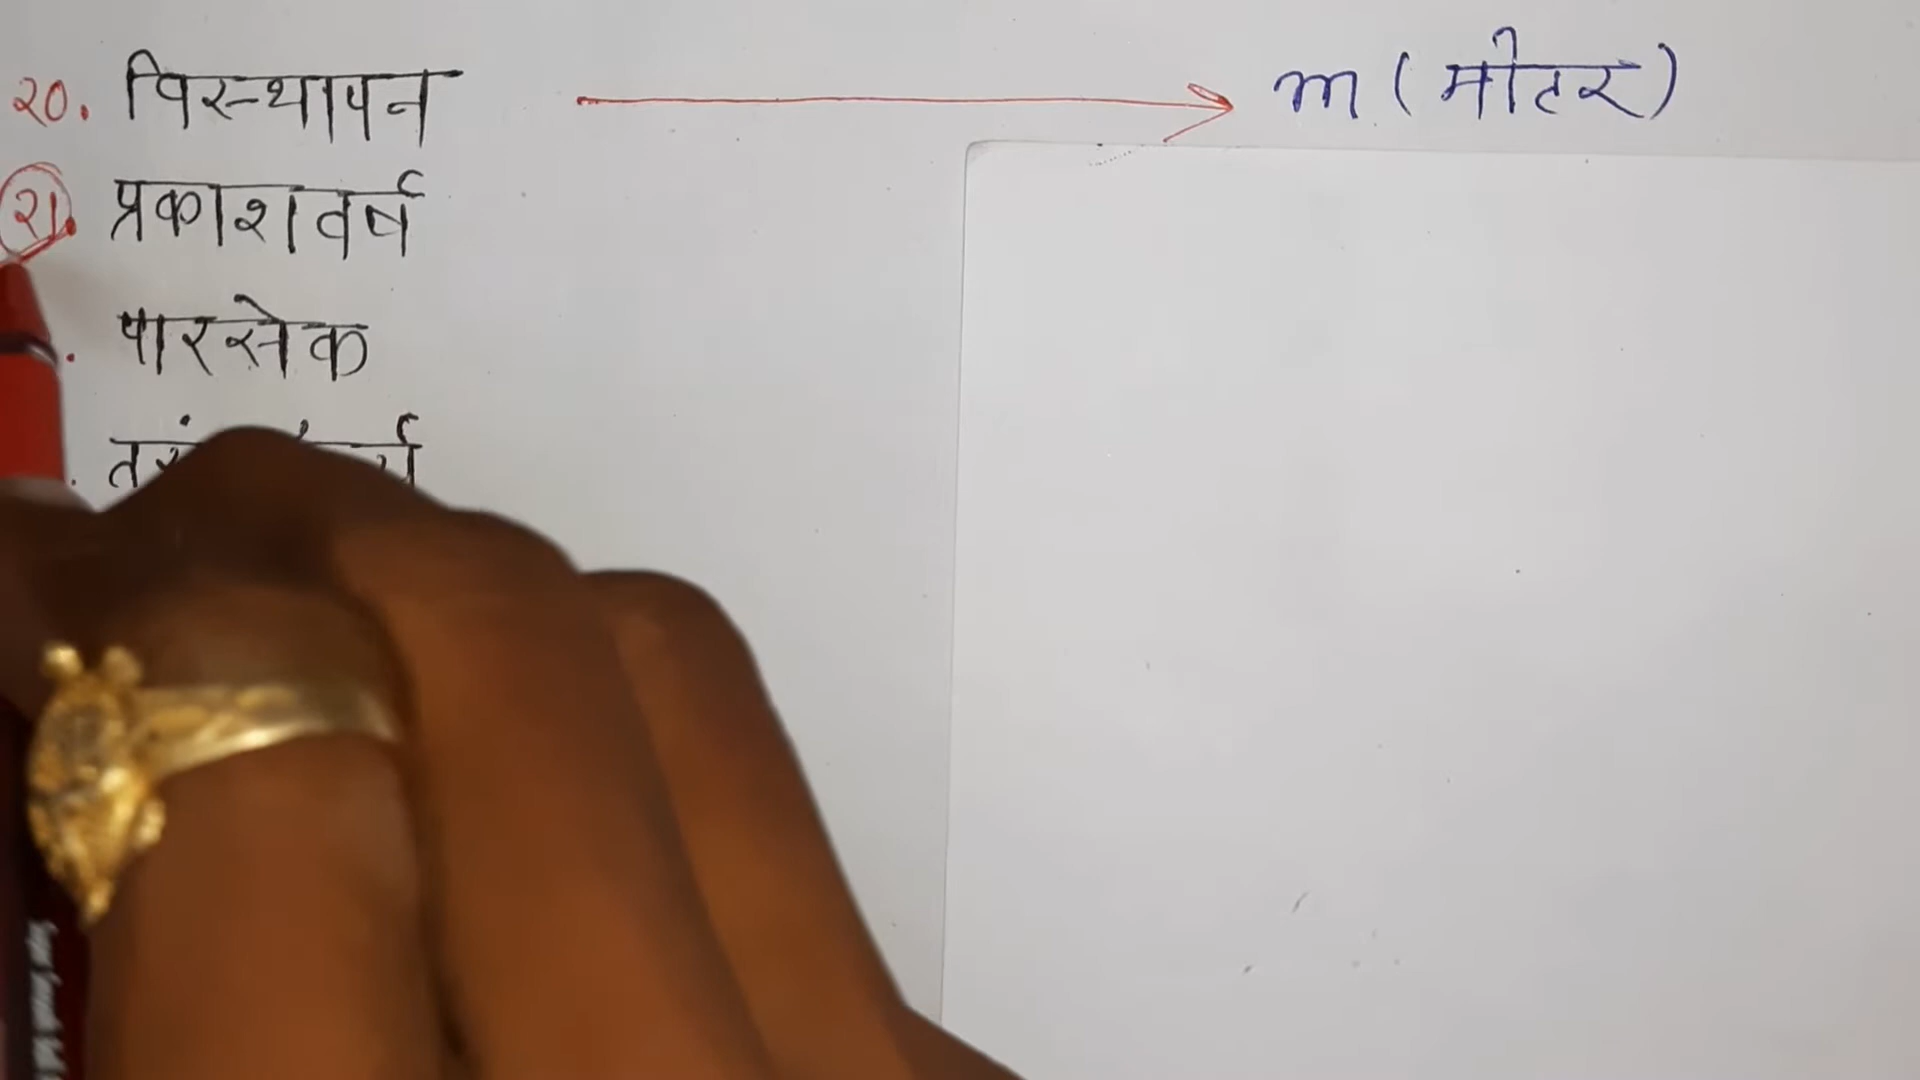 २०. विस्थापन m (मीटर)
२१. प्रकाशवर्ष
पारसेक